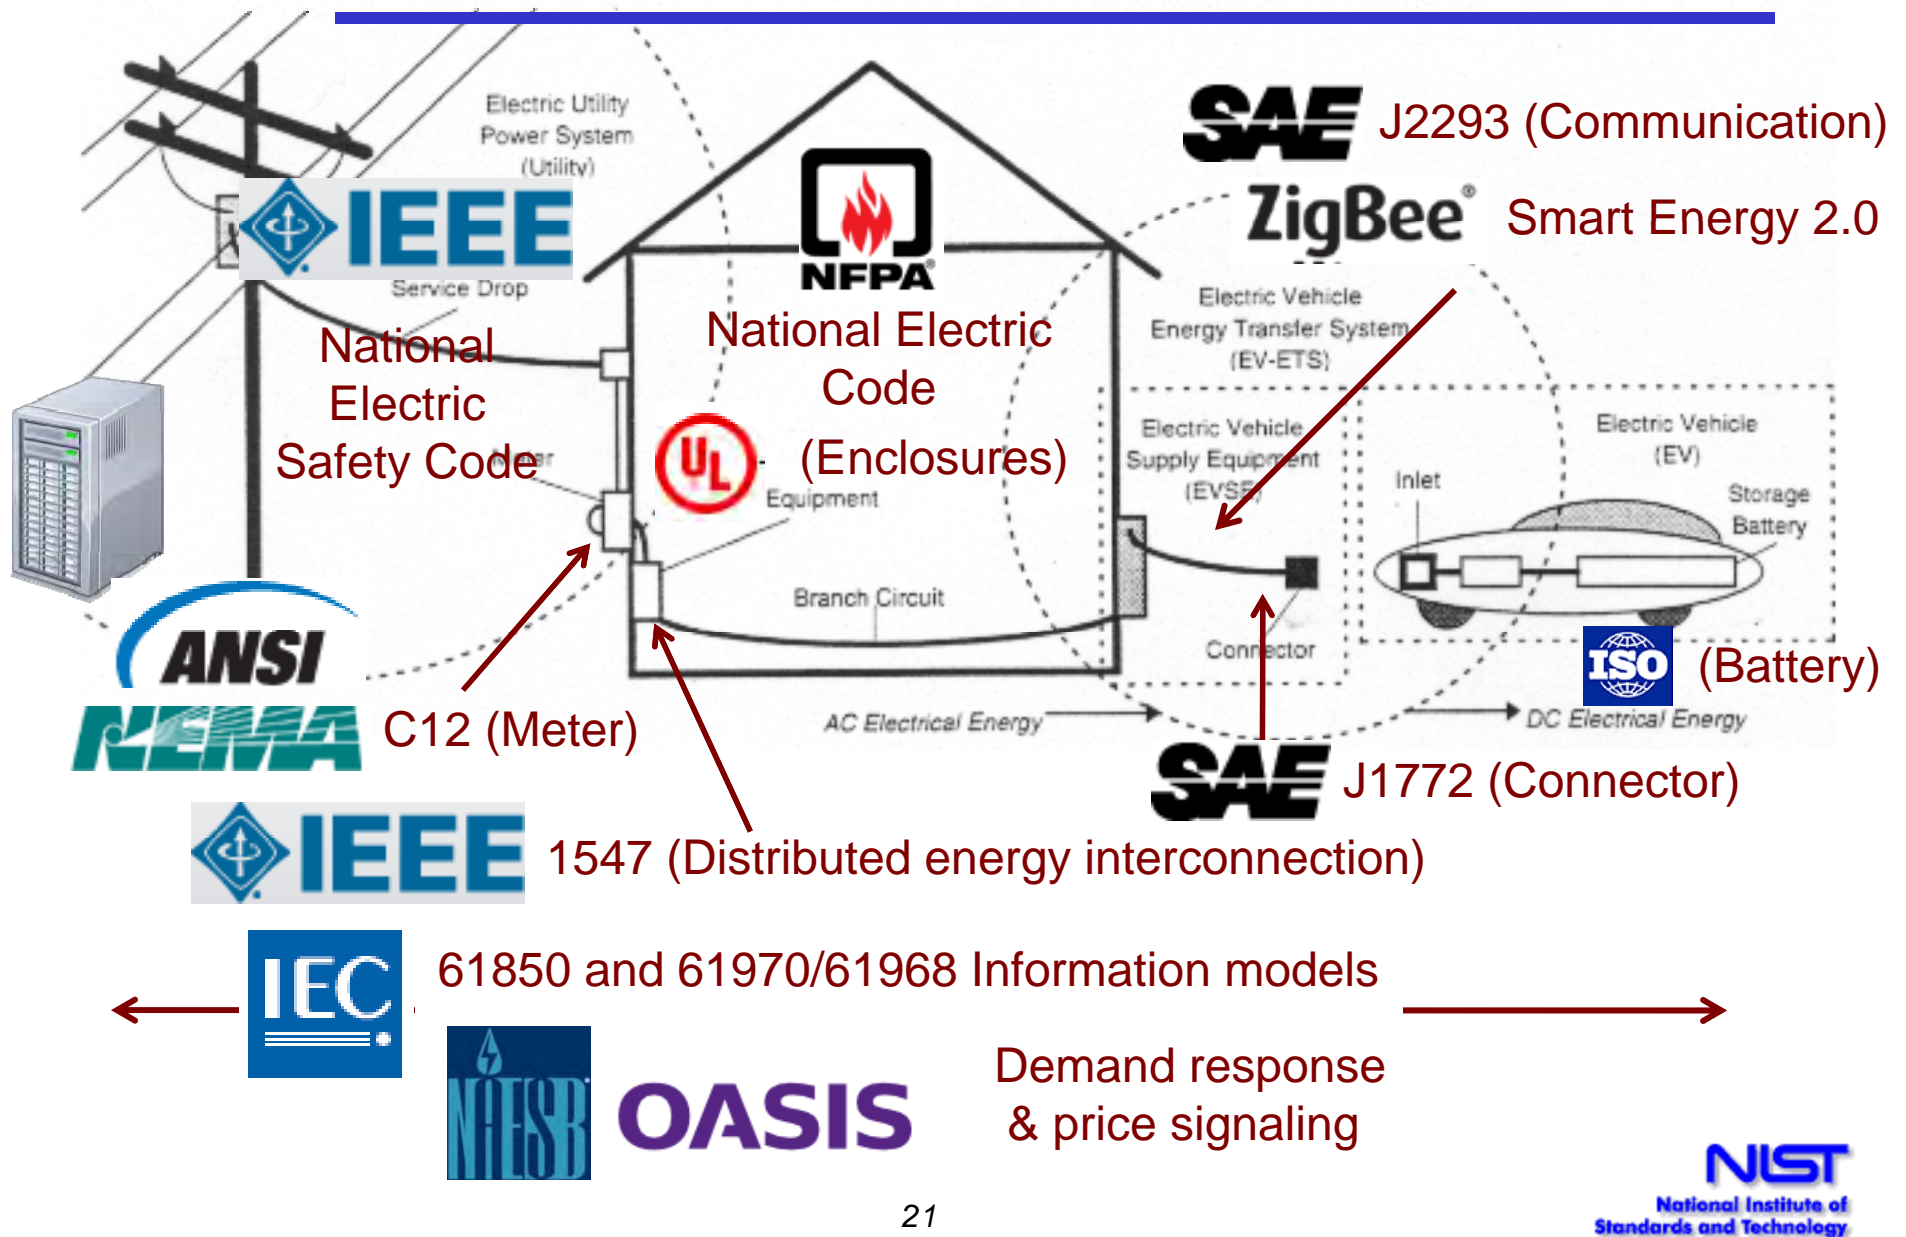 Electric Utility
Power System
(Utility)
IEEE
Service Drop
National
Electric
Safety Code
Meter
NFPA
National Electric
Code
(Enclosures)
UL
Equipment
Branch Circuit
SAE J2293 (Communication)
ZigBee® Smart Energy 2.0
Electric Vehicle
Energy Transfer System
(EV-ETS)
Electric Vehicle
Supply Equipment
(EVSE)
Connector
Electric Vehicle
(EV)
Inlet
Storage
Battery
ISO (Battery)
AC Electrical Energy
DC Electrical Energy
ANSI
NEMA C12 (Meter)
SAE J1772 (Connector)
IEEE 1547 (Distributed energy interconnection)
IEC 61850 and 61970/61968 Information models
NAESB OASIS
Demand response
& price signaling
21
NIST
National Institute of
Standards and Technology